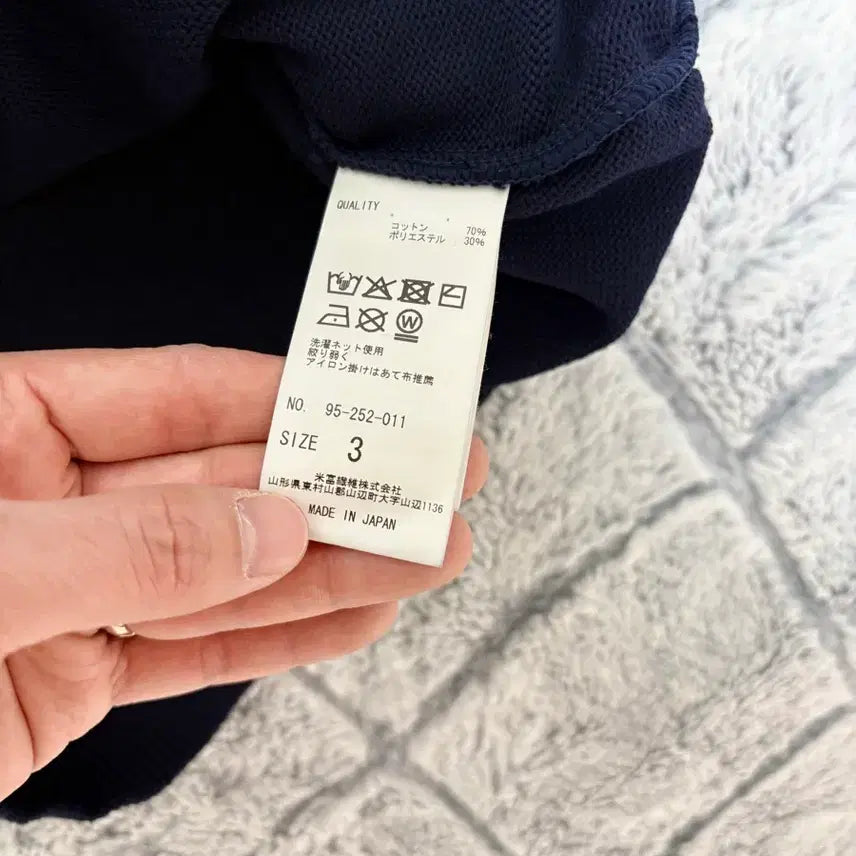 QUALITY
コットン 70%
ポリエステル 30%
W
洗濯ネット使用
絞り弱く
アイロン掛けはあて布推薦
NO. 95-252-011
SIZE 3
米富繊維株式会社
山形県東村山郡山辺町大字山辺1136
MADE IN JAPAN